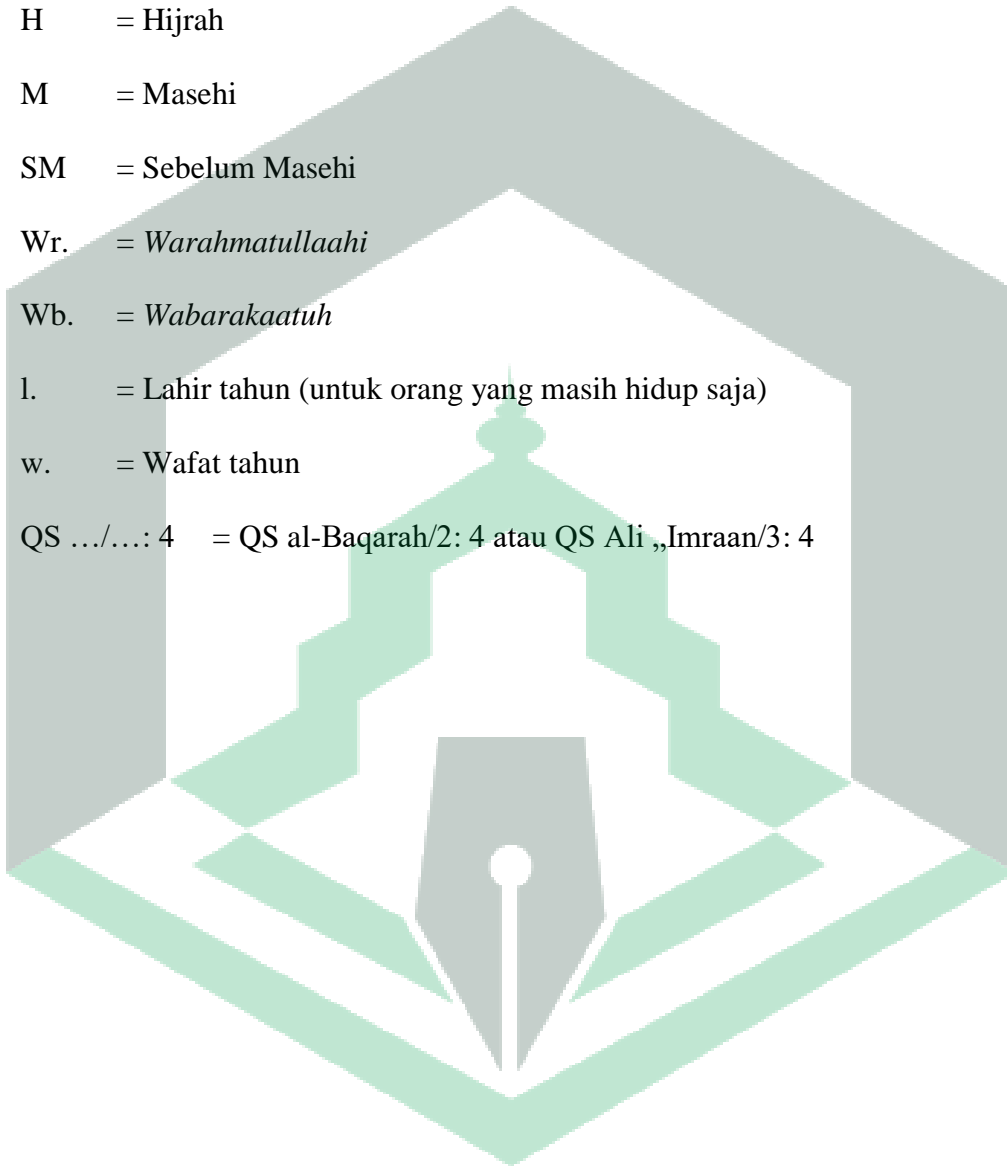 H = Hijrah
M = Masehi
SM = Sebelum Masehi
Wr. = Warahmatullaahi
Wb. = Wabarakaatuh
l. = Lahir tahun (untuk orang yang masih hidup saja)
w. = Wafat tahun
QS …/…: 4 = QS al-Baqarah/2: 4 atau QS Ali „Imraan/3: 4